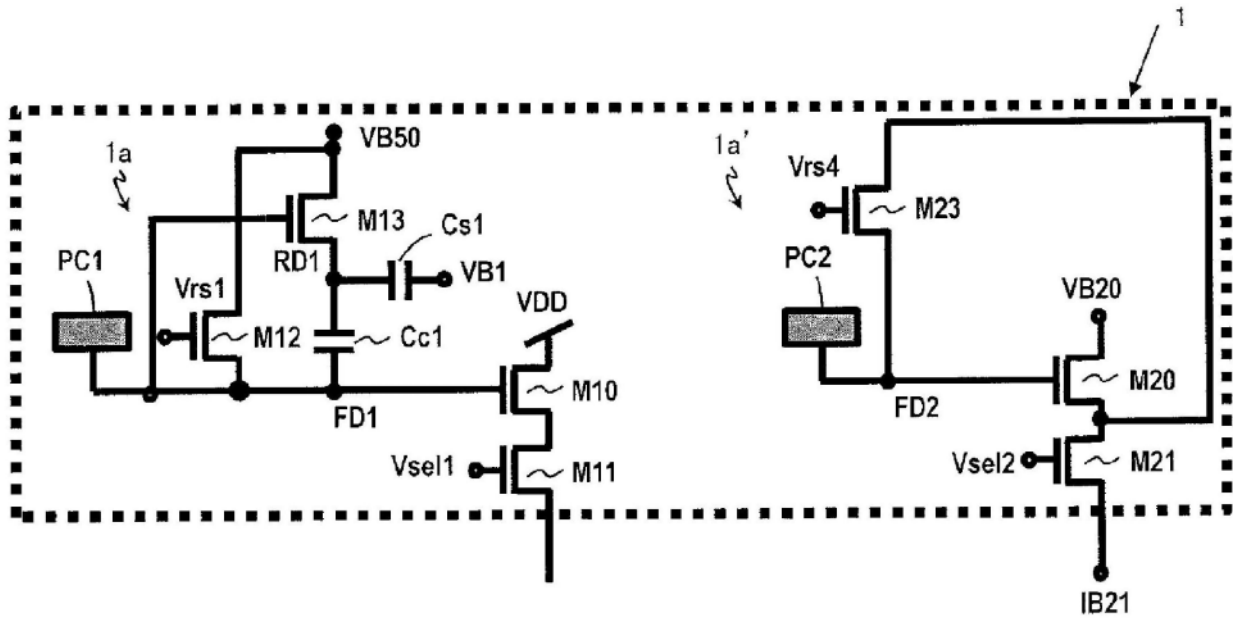 1
VB50
1a
1a'
Vrs4
M13
Cs1
M23
RD1
PC1
VB1
PC2
Vrs1
VDD
VB20
M12
Cc1
M10
M20
FD1
FD2
Vsel1
M11
Vsel2
M21
IB21